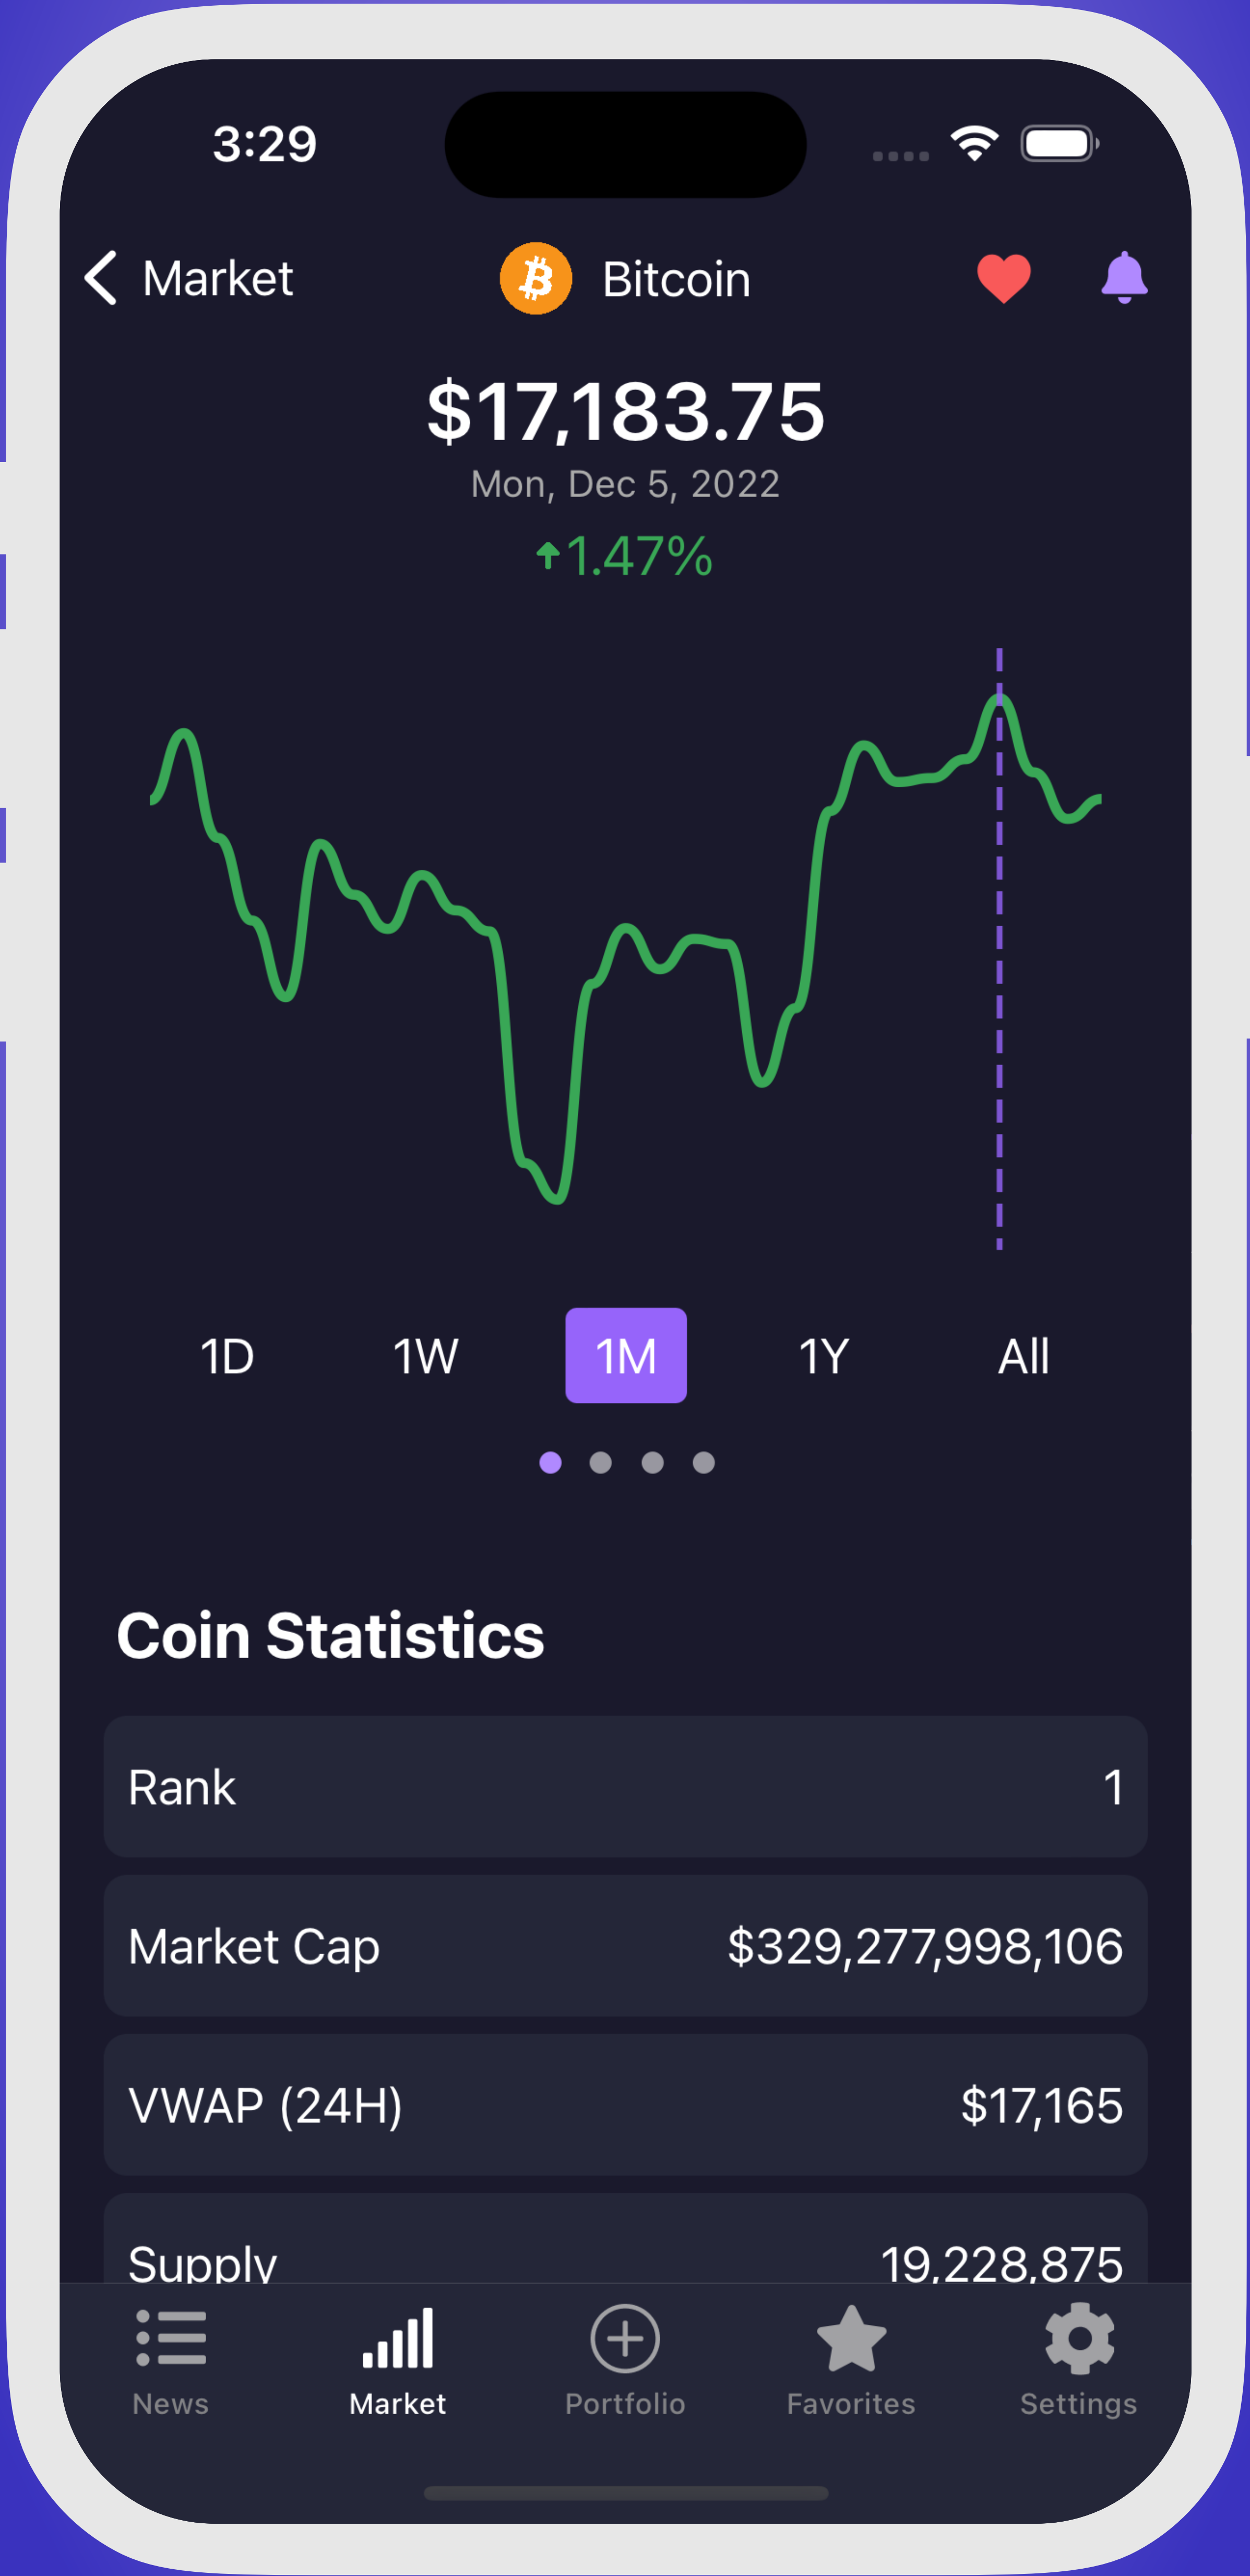 3:29
Market
Bitcoin
$17,183.75
Mon, Dec 5, 2022
1.47%
1D 1W 1M 1Y All
Coin Statistics
Rank 1
Market Cap $329,277,998,106
VWAP (24H) $17,165
Supply 19,228,875
News Market Portfolio Favorites Settings